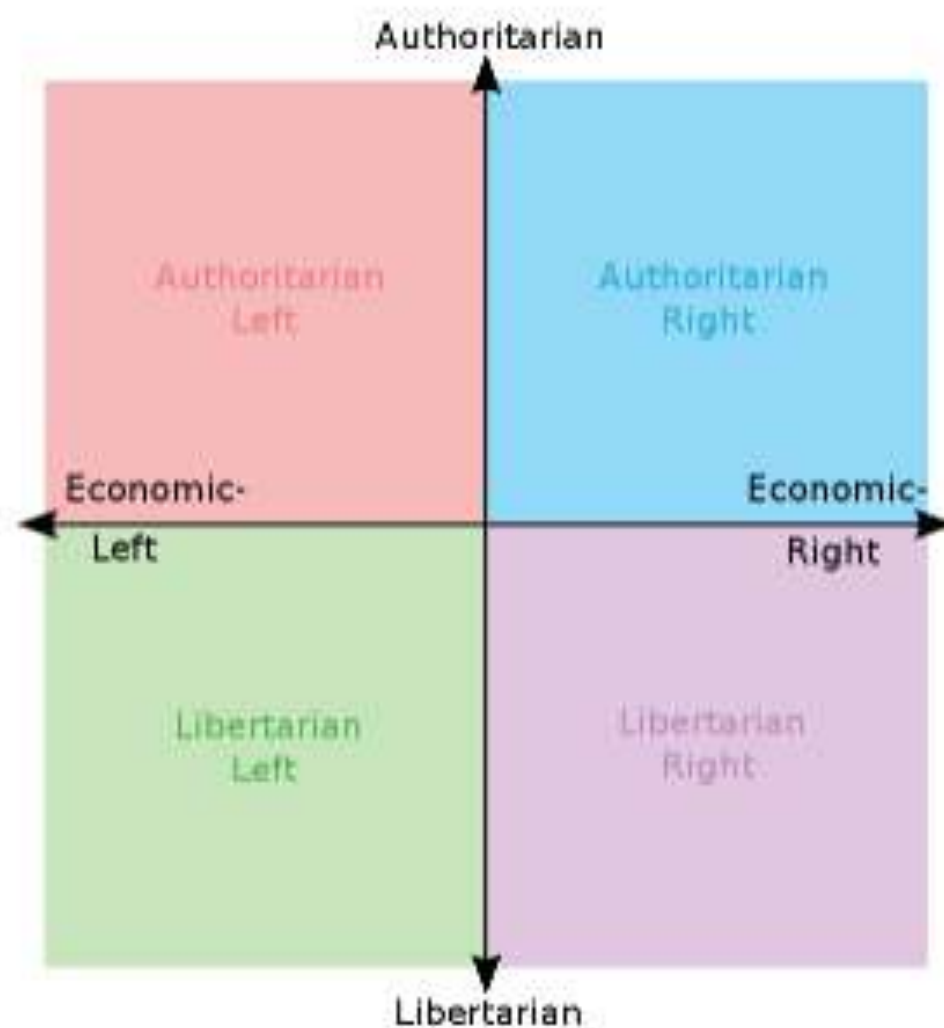 Authoritarian
Authoritarian
Left
Authoritarian
Right
Economic-
Left
Economic-
Right
Libertarian
Left
Libertarian
Right
Libertarian